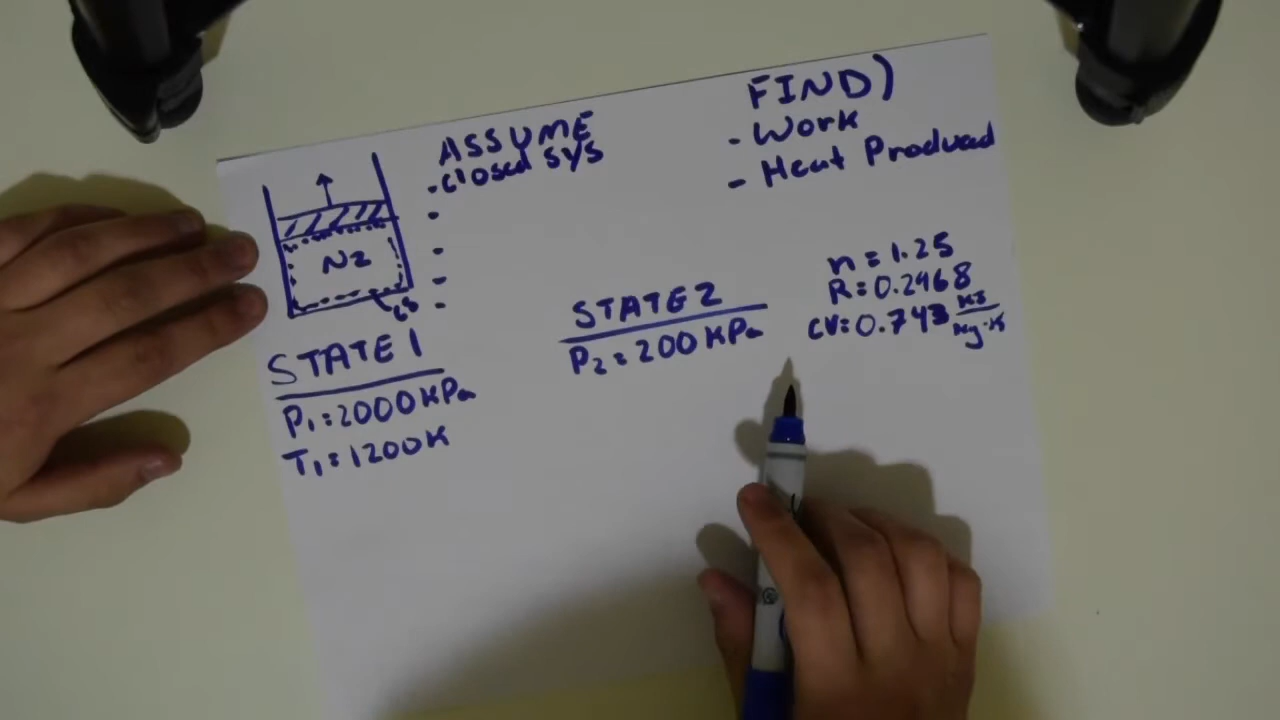 ASSUME
- Closed SYS
-
-
-
-
FIND)
- Work
- Heat Produced
N2
n = 1.25
R = 0.2968
CV = 0.743 KJ/Kg·K
STATE 1
P1 = 2000 KPa
T1 = 1200K
STATE 2
P2 = 200 KPa